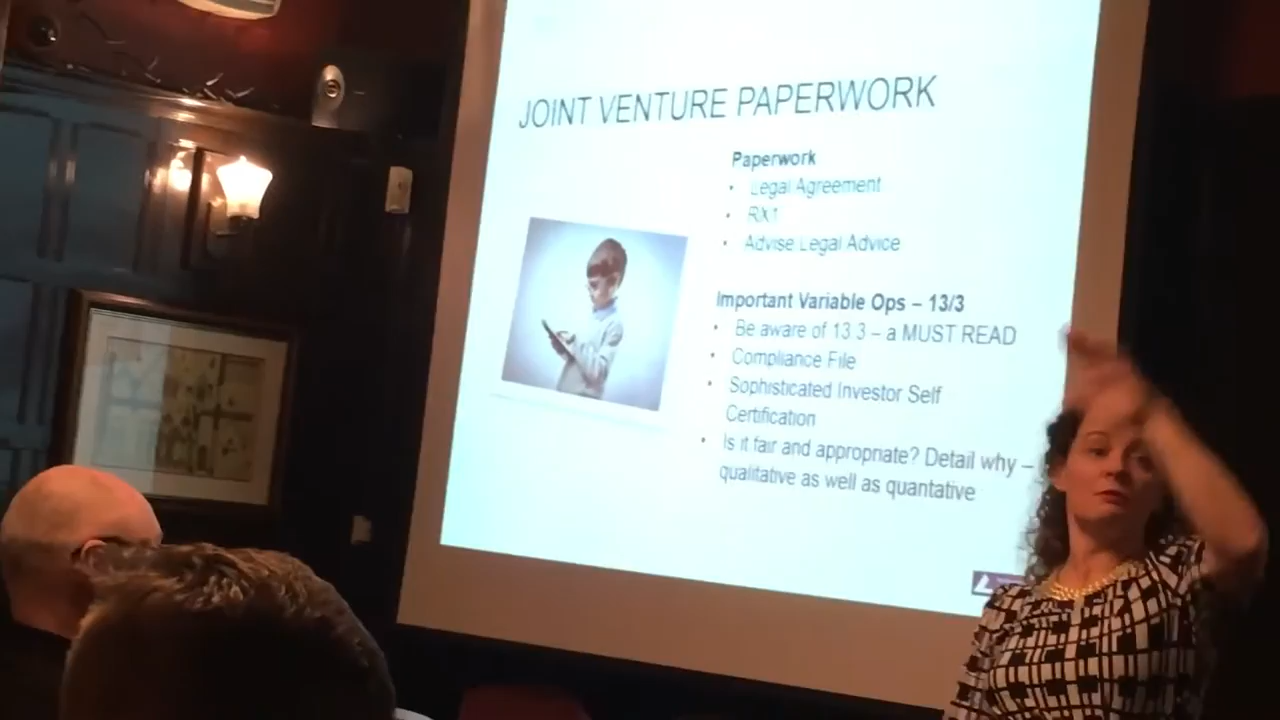 JOINT VENTURE PAPERWORK
Paperwork
• Legal Agreement
• RX1
• Advise Legal Advice
Important Variable Ops – 13/3
• Be aware of 13 3 – a MUST READ
• Compliance File
• Sophisticated Investor Self
Certification
• Is it fair and appropriate? Detail why –
qualitative as well as quantative